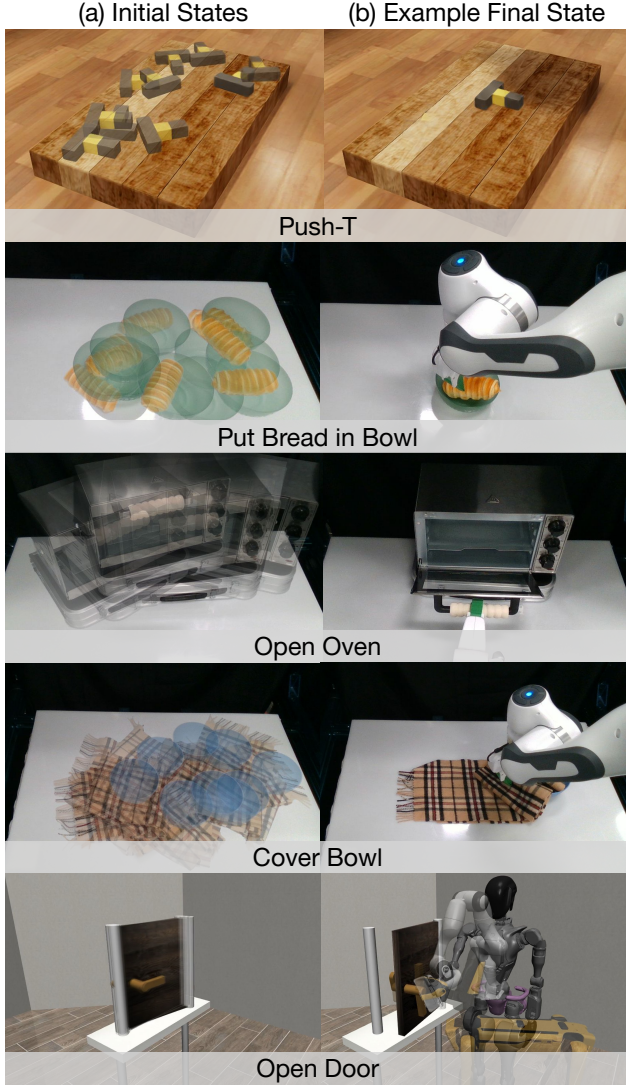 (a) Initial States
(b) Example Final State
Push-T
Put Bread in Bowl
Open Oven
Cover Bowl
Open Door